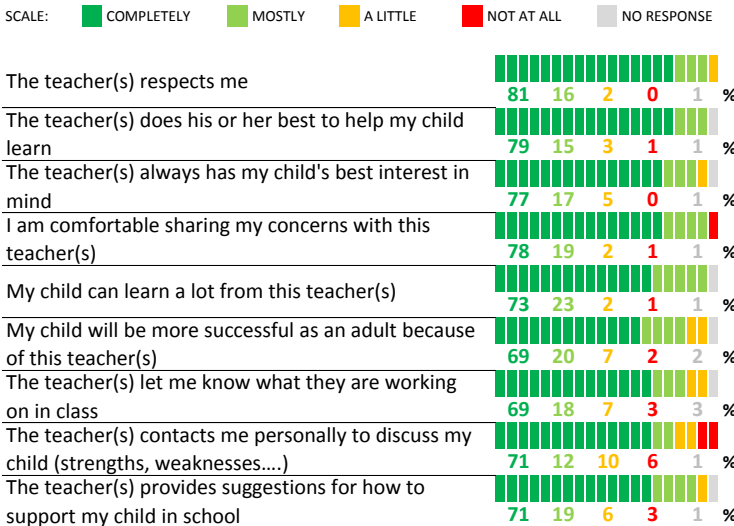 SCALE: COMPLETELY MOSTLY A LITTLE NOT AT ALL NO RESPONSE
The teacher(s) respects me
81 16 2 0 1 %
The teacher(s) does his or her best to help my child
learn
79 15 3 1 1 %
The teacher(s) always has my child's best interest in
mind
77 17 5 0 1 %
I am comfortable sharing my concerns with this
teacher(s)
78 19 2 1 1 %
My child can learn a lot from this teacher(s)
73 23 2 1 1 %
My child will be more successful as an adult because
of this teacher(s)
69 20 7 2 2 %
The teacher(s) let me know what they are working
on in class
69 18 7 3 3 %
The teacher(s) contacts me personally to discuss my
child (strengths, weaknesses....)
71 12 10 6 1 %
The teacher(s) provides suggestions for how to
support my child in school
71 19 6 3 1 %